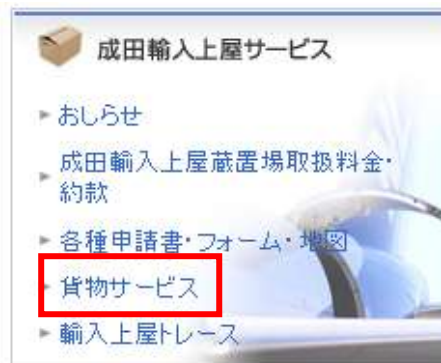 成田輸入上屋サービス
おしらせ
成田輸入上屋蔵置場取扱料金・
約款
各種申請書・フォーム・地図
貨物サービス
輸入上屋トレース